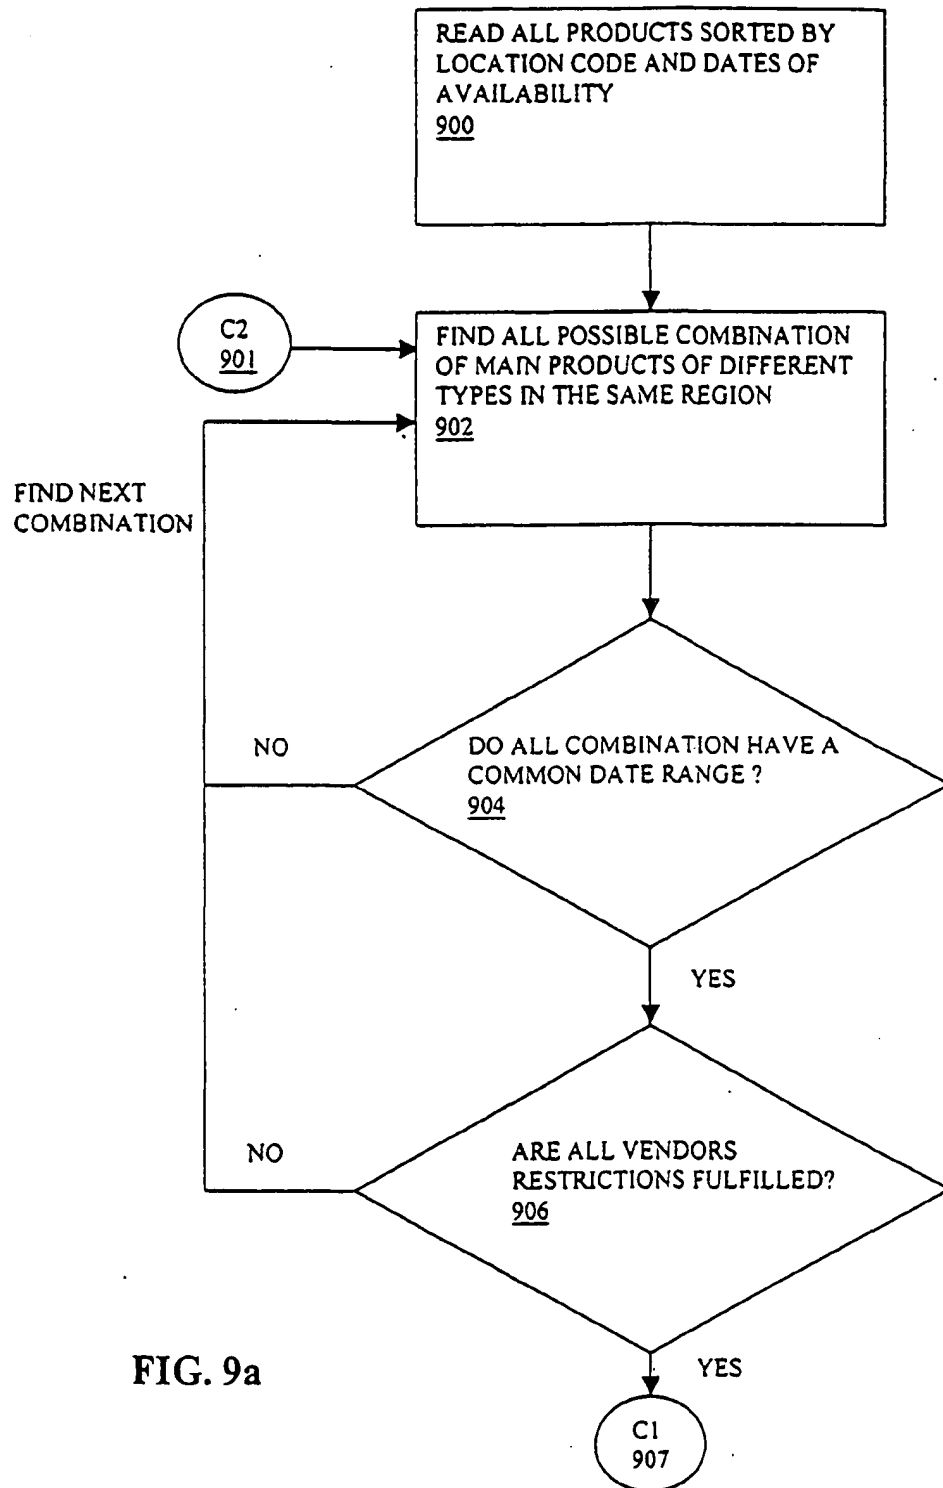 READ ALL PRODUCTS SORTED BY
LOCATION CODE AND DATES OF
AVAILABILITY
900
C2
901
FIND ALL POSSIBLE COMBINATION
OF MAIN PRODUCTS OF DIFFERENT
TYPES IN THE SAME REGION
902
FIND NEXT
COMBINATION
NO
DO ALL COMBINATION HAVE A
COMMON DATE RANGE ?
904
YES
NO
ARE ALL VENDORS
RESTRICTIONS FULFILLED?
906
YES
FIG. 9a
C1
907